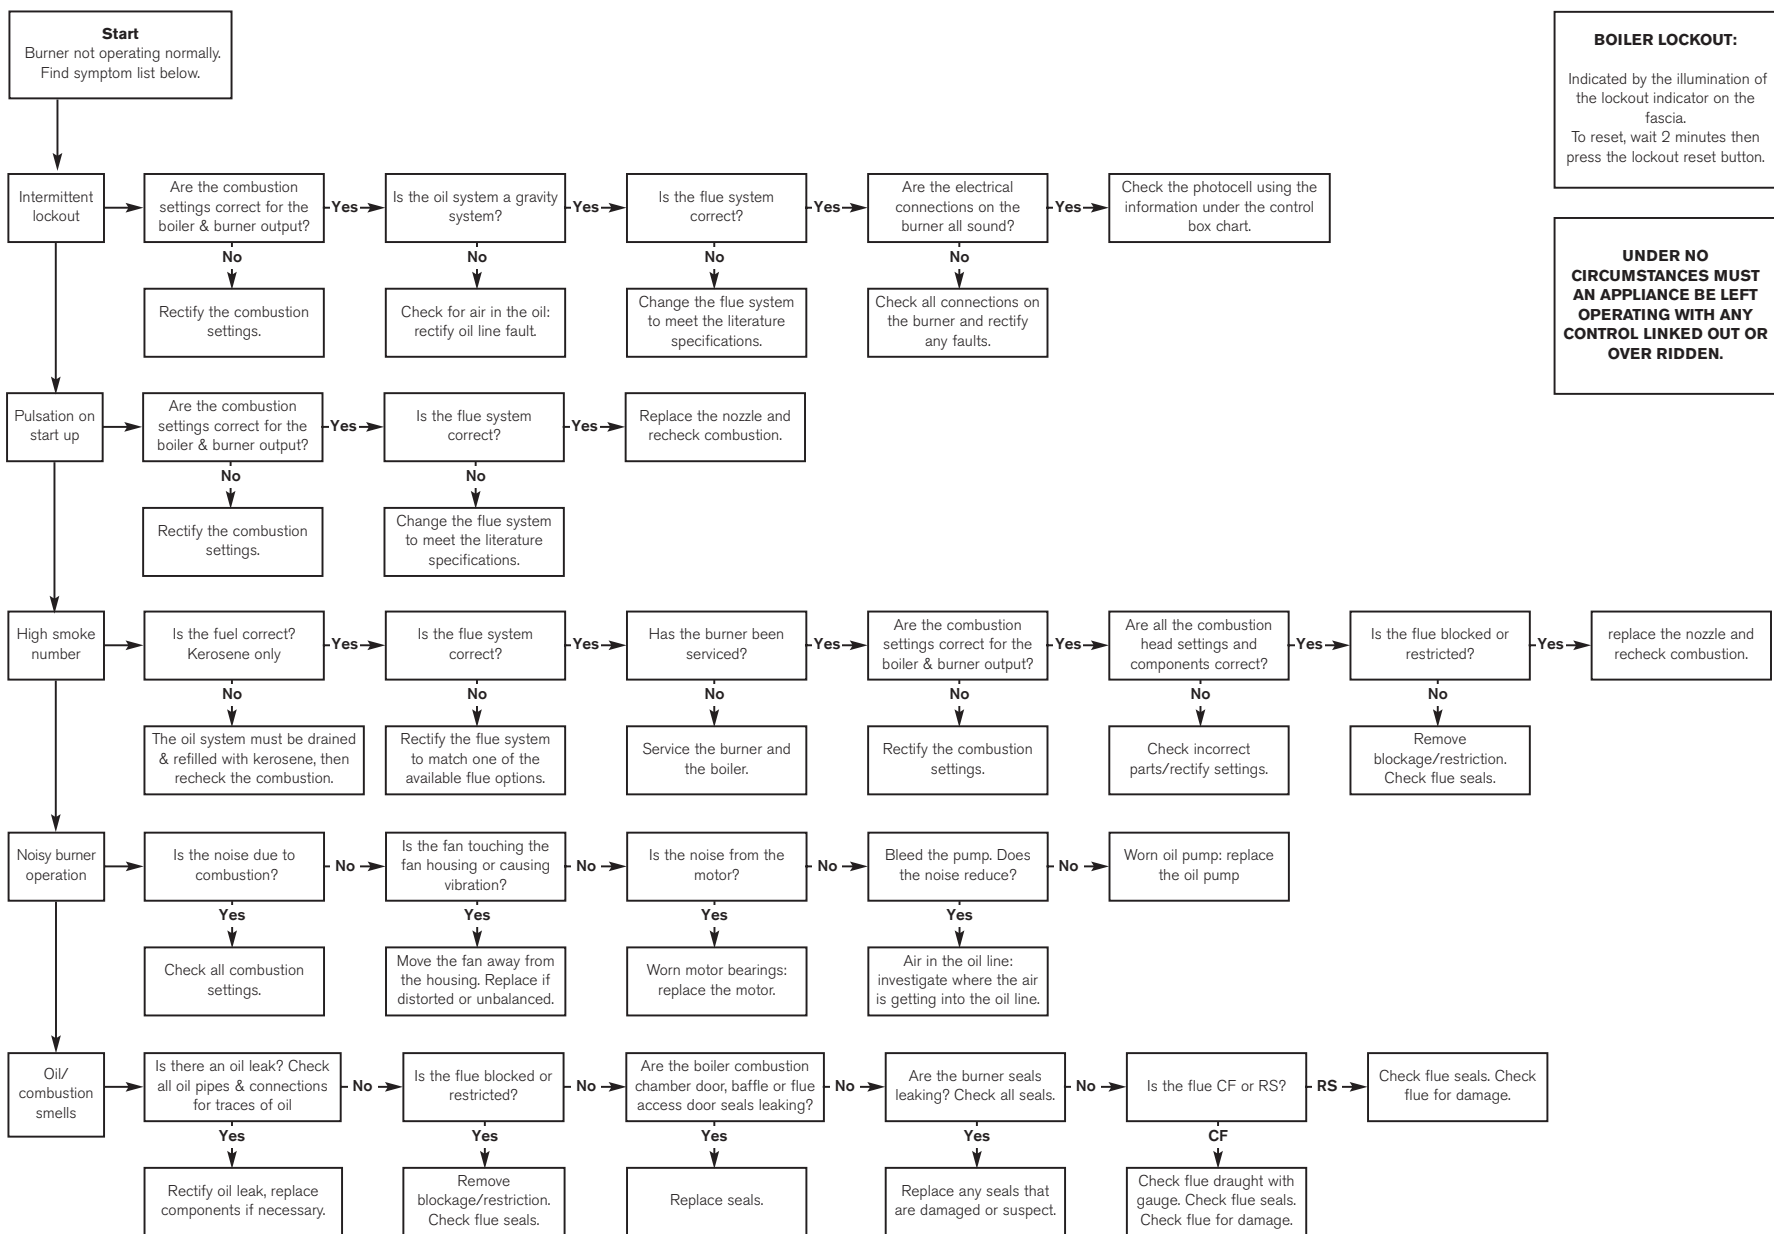 Start
Burner not operating normally.
Find symptom list below.
BOILER LOCKOUT:
Indicated by the illumination of
the lockout indicator on the
fascia.
To reset, wait 2 minutes then
press the lockout reset button.
UNDER NO
CIRCUMSTANCES MUST
AN APPLIANCE BE LEFT
OPERATING WITH ANY
CONTROL LINKED OUT OR
OVER RIDDEN.
Intermittent
lockout
Are the combustion
settings correct for the
boiler & burner output?
Yes
Is the oil system a gravity
system?
Yes
Is the flue system
correct?
Yes
Are the electrical
connections on the
burner all sound?
Yes
Check the photocell using the
information under the control
box chart.
No
No
No
No
Rectify the combustion
settings.
Check for air in the oil:
rectify oil line fault.
Change the flue system
to meet the literature
specifications.
Check all connections on
the burner and rectify
any faults.
Pulsation on
start up
Are the combustion
settings correct for the
boiler & burner output?
Yes
Is the flue system
correct?
Yes
Replace the nozzle and
recheck combustion.
No
No
Rectify the combustion
settings.
Change the flue system
to meet the literature
specifications.
High smoke
number
Is the fuel correct?
Kerosene only
Yes
Is the flue system
correct?
Yes
Has the burner been
serviced?
Yes
Are the combustion
settings correct for the
boiler & burner output?
Yes
Are all the combustion
head settings and
components correct?
Yes
Is the flue blocked or
restricted?
Yes
replace the nozzle and
recheck combustion.
No
No
No
No
No
No
The oil system must be drained
& refilled with kerosene, then
recheck the combustion.
Rectify the flue system
to match one of the
available flue options.
Service the burner and
the boiler.
Rectify the combustion
settings.
Check incorrect
parts/rectify settings.
Remove
blockage/restriction.
Check flue seals.
Noisy burner
operation
Is the noise due to
combustion?
No
Is the fan touching the
fan housing or causing
vibration?
No
Is the noise from the
motor?
No
Bleed the pump. Does
the noise reduce?
No
Worn oil pump: replace
the oil pump
Yes
Yes
Yes
Yes
Check all combustion
settings.
Move the fan away from
the housing. Replace if
distorted or unbalanced.
Worn motor bearings:
replace the motor.
Air in the oil line:
investigate where the air
is getting into the oil line.
Oil/
combustion
smells
Is there an oil leak? Check
all oil pipes & connections
for traces of oil
No
Is the flue blocked or
restricted?
No
Are the boiler combustion
chamber door, baffle or flue
access door seals leaking?
No
Are the burner seals
leaking? Check all seals.
No
Is the flue CF or RS?
RS
Check flue seals. Check
flue for damage.
Yes
Yes
Yes
Yes
CF
Rectify oil leak, replace
components if necessary.
Remove
blockage/restriction.
Check flue seals.
Replace seals.
Replace any seals that
are damaged or suspect.
Check flue draught with
gauge. Check flue seals.
Check flue for damage.